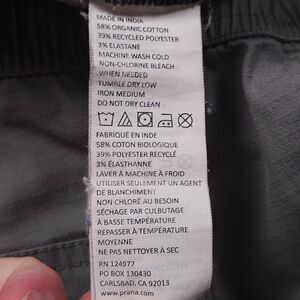 MADE IN INDIA
58% ORGANIC COTTON
39% RECYCLED POLYESTER
3% ELASTANE
MACHINE WASH COLD
NON-CHLORINE BLEACH
WHEN NEEDED
TUMBLE DRY LOW
IRON MEDIUM
DO NOT DRY CLEAN
FABRIQUÉ EN INDE
58% COTON BIOLOGIQUE
39% POLYESTER RECYCLÉ
3% ÉLASTHANNE
LAVER À MACHINE À FROID
UTILISER SEULEMENT UN AGENT
DE BLANCHIMENT
NON CHLORÉ AU BESOIN
SÉCHAGE PAR CULBUTAGE
À BASSE TEMPÉRATURE
REPASSER À TEMPÉRATURE
MOYENNE
NE PAS NETTOYER À SEC
RN 124977
PO BOX 130430
CARLSBAD, CA 92013
www.prana.com